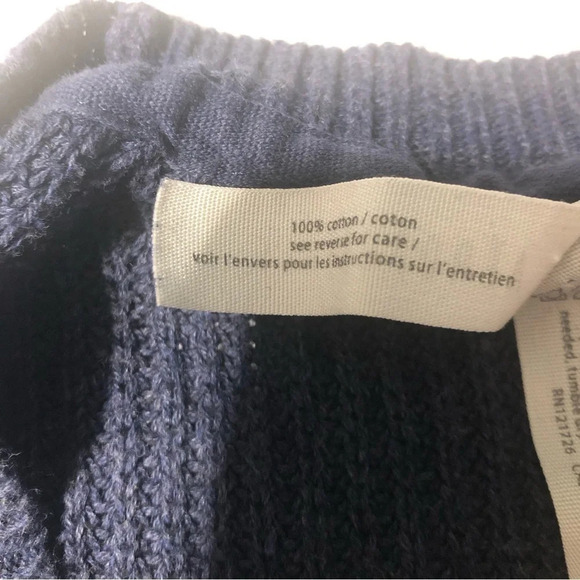 100% cotton / coton
see reverse for care /
voir l'envers pour les instructions sur l'entretien
needed. tumble
RN121726